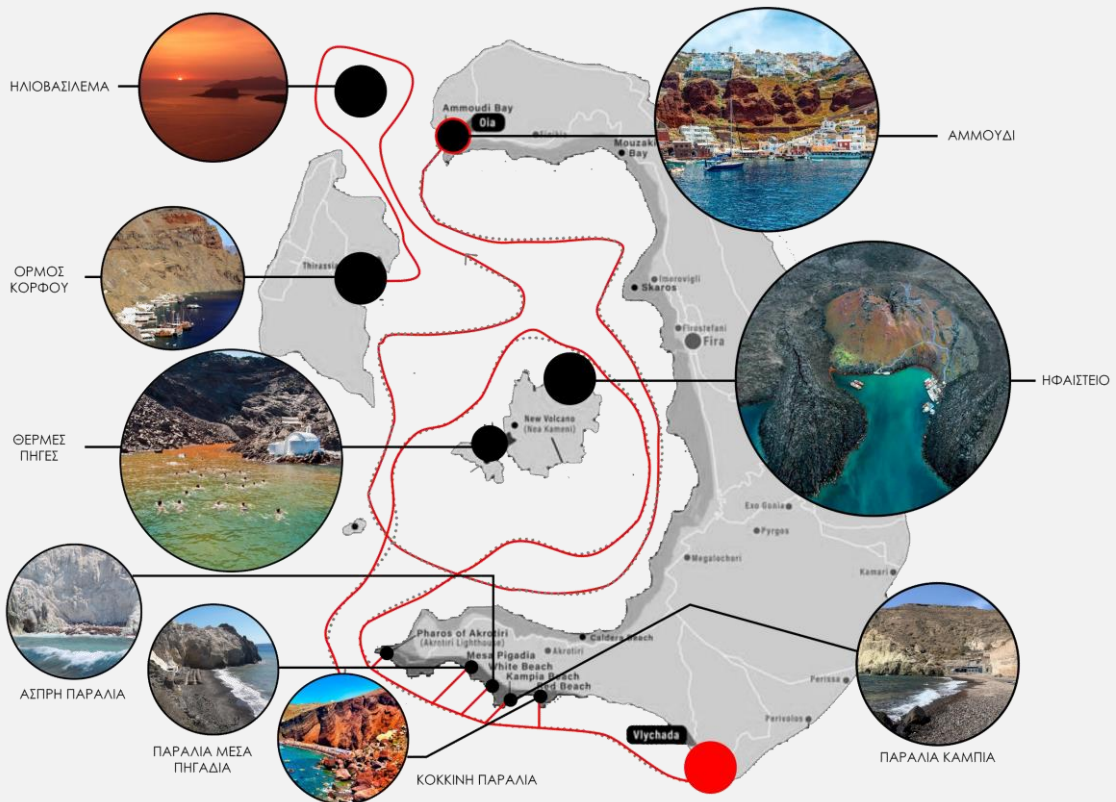 ΗΛΙΟΒΑΣΙΛΕΜΑ
Ammoudi Bay
Oia
Finikia
Mouzaki
Bay
ΑΜΜΟΥΔΙ
ΟΡΜΟΣ
ΚΟΡΦΟΥ
Thirassia
Imerovigli
Skaros
Firostefani
Fira
ΗΦΑΙΣΤΕΙΟ
ΘΕΡΜΕΣ
ΠΗΓΕΣ
New Volcano
(Nea Kameni)
Exo Gonia
Pyrgos
Megalochori
Kamari
Pharos of Akrotiri
(Akrotiri Lighthouse)
Caldera Beach
Akrotiri
Mesa Pigadia
White Beach
Kampia Beach
Red Beach
Perissa
Perivolos
Vlychada
ΑΣΠΡΗ ΠΑΡΑΛΙΑ
ΠΑΡΑΛΙΑ ΜΕΣΑ
ΠΗΓΑΔΙΑ
ΚΟΚΚΙΝΗ ΠΑΡΑΛΙΑ
ΠΑΡΑΛΙΑ ΚΑΜΠΙΑ